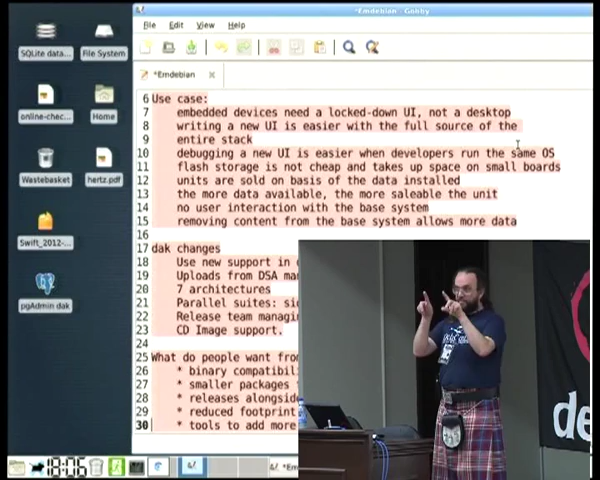 *Emdebian - Gobby
File Edit View Help
*Emdebian x
SQLite data...
File System
online-chec...
Home
Wastebasket
hertz.pdf
Swift_2012-...
pgAdmin dak
6 Use case:
7 embedded devices need a locked-down UI, not a desktop
8 writing a new UI is easier with the full source of the
9 entire stack
10 debugging a new UI is easier when developers run the same OS
11 flash storage is not cheap and takes up space on small boards
12 units are sold on basis of the data installed
13 the more data available, the more saleable the unit
14 no user interaction with the base system
15 removing content from the base system allows more data
16
17 dak changes
18 Use new support in
19 Uploads from DSA
20 7 architectures
21 Parallel suites:
22 Release team
23 CD Image support.
24
25 What do people want from
26 * binary
27 * smaller packages
28 * releases
29 * reduced footprint
30 * tools to add more
de
18:06